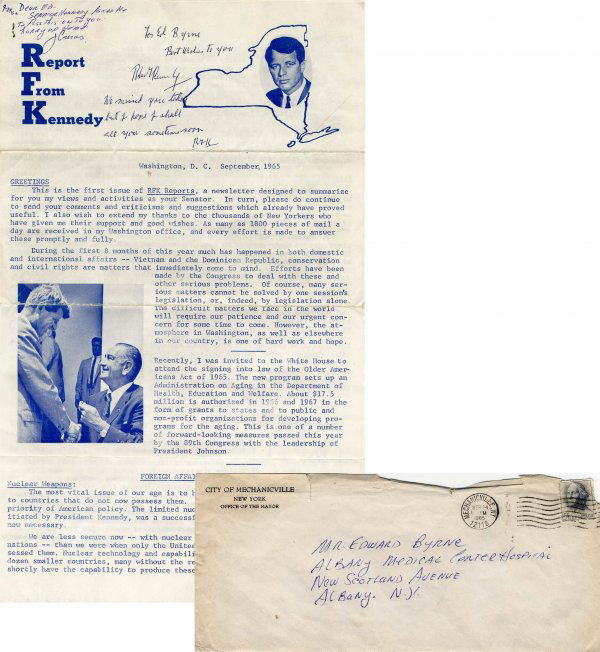 Dear Ed.
Senator Kennedy
To pass this on to you
To Ed Byrne
Best Wishes to you
Robert Kennedy
We missed you today
but I hope I shall
see you sometime soon
RFK
Report
From
Kennedy
Washington, D. C. September, 1965
GREETINGS
This is the first issue of RFK Reports, a newsletter designed to summarize
for you my views and activities as your Senator. In turn, please do continue
to send your comments and criticisms and suggestions which already have proved
useful. I also wish to extend my thanks to the thousands of New Yorkers who
have given me their support and good wishes. As many as 1800 pieces of mail
a day are received in my Washington office, and every effort is made to answer
these promptly and fully.
During the first 8 months of this year much has happened in both domestic
and international affairs -- Vietnam and the Dominican Republic, conservation
and civil rights are matters that immediately come to mind. Efforts have been
made by the Congress to deal with these and
other serious problems. Of course, many ser-
ious matters cannot be solved by one session's
legislation, or, indeed, by legislation alone.
The difficult matters we face in the world
will require our patience and our urgent con-
cern for some time to come. However, the at-
mosphere in Washington, as well as elsewhere
in our country, is one of hard work and hope.
Recently, I was invited to the White House to
attend the signing into law of the Older Amer-
icans Act of 1965. The new program sets up an
Administration on Aging in the Department of
Health, Education and Welfare. About $17.5
million is authorized in 1966 and 1967 in the
form of grants to states and to public and
non-profit organizations for developing pro-
grams for the aging. This is one of a number
of forward-looking measures passed this year
by the 89th Congress with the leadership of
President Johnson.
FOREIGN AFFAI
Nuclear Weapons:
The most vital issue of our age is to h
to countries that do not now possess them.
priority of American policy. The limited nuc
itiated by President Kennedy, was a successf
now necessary.
We are less secure now -- with nuclear
nations -- than we were when only the United
sessed them. Nuclear technology and capabili
dozen smaller countries, many without the re
shortly have the capability to produce these
CITY OF MECHANICVILLE
NEW YORK
OFFICE OF THE MAYOR
MECHANICVILLE, N.Y.
PM
12118
MR. EDWARD BYRNE
ALBANY MEDICAL CENTER HOSPITAL
NEW SCOTLAND AVENUE
ALBANY. N.Y.